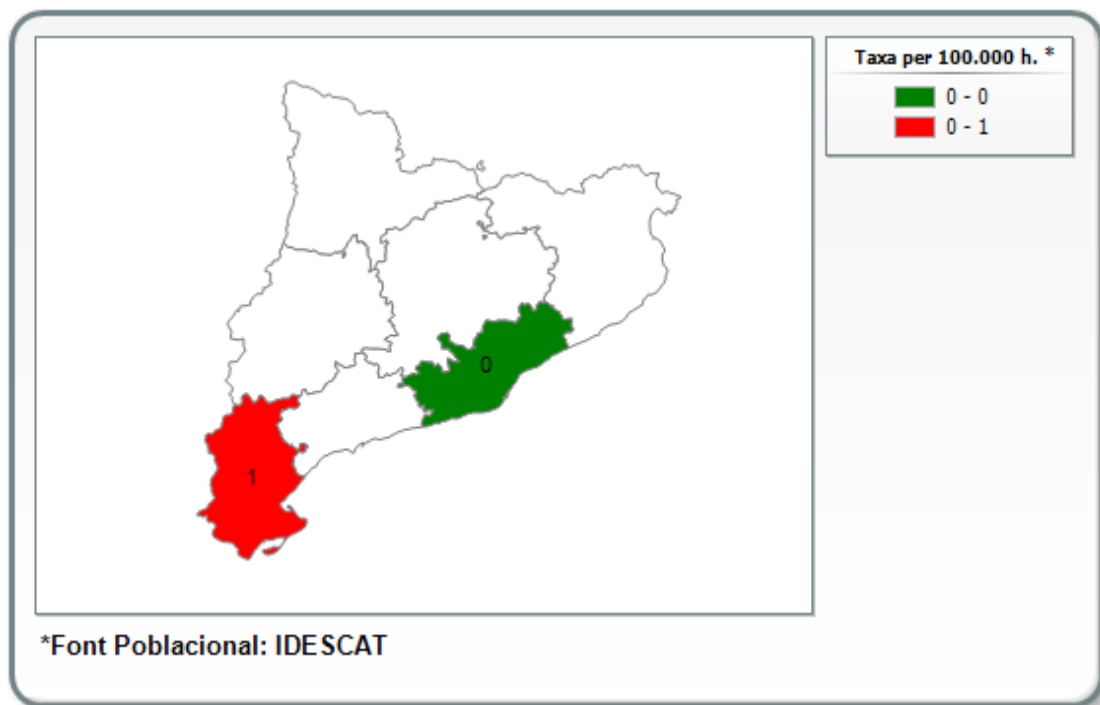 Taxa per 100.000 h. *
0 - 0
0 - 1
0
1
*Font Poblacional: IDESCAT